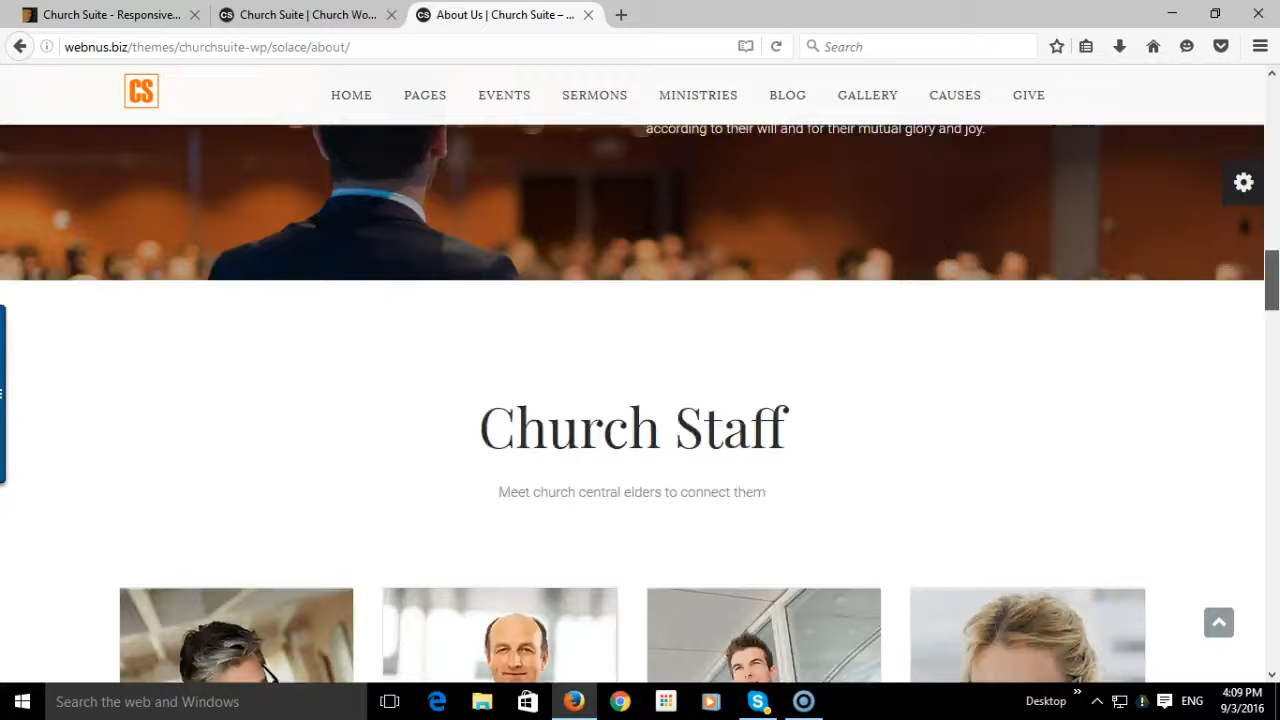 Church Suite - Responsive...
Church Suite | Church Wo...
About Us | Church Suite – ...
webnus.biz/themes/churchsuite-wp/solace/about/
Search
CS
HOME PAGES EVENTS SERMONS MINISTRIES BLOG GALLERY CAUSES GIVE
according to their will and for their mutual glory and joy.
Church Staff
Meet church central elders to connect them
Search the web and Windows
Desktop
ENG
4:09 PM
9/3/2016